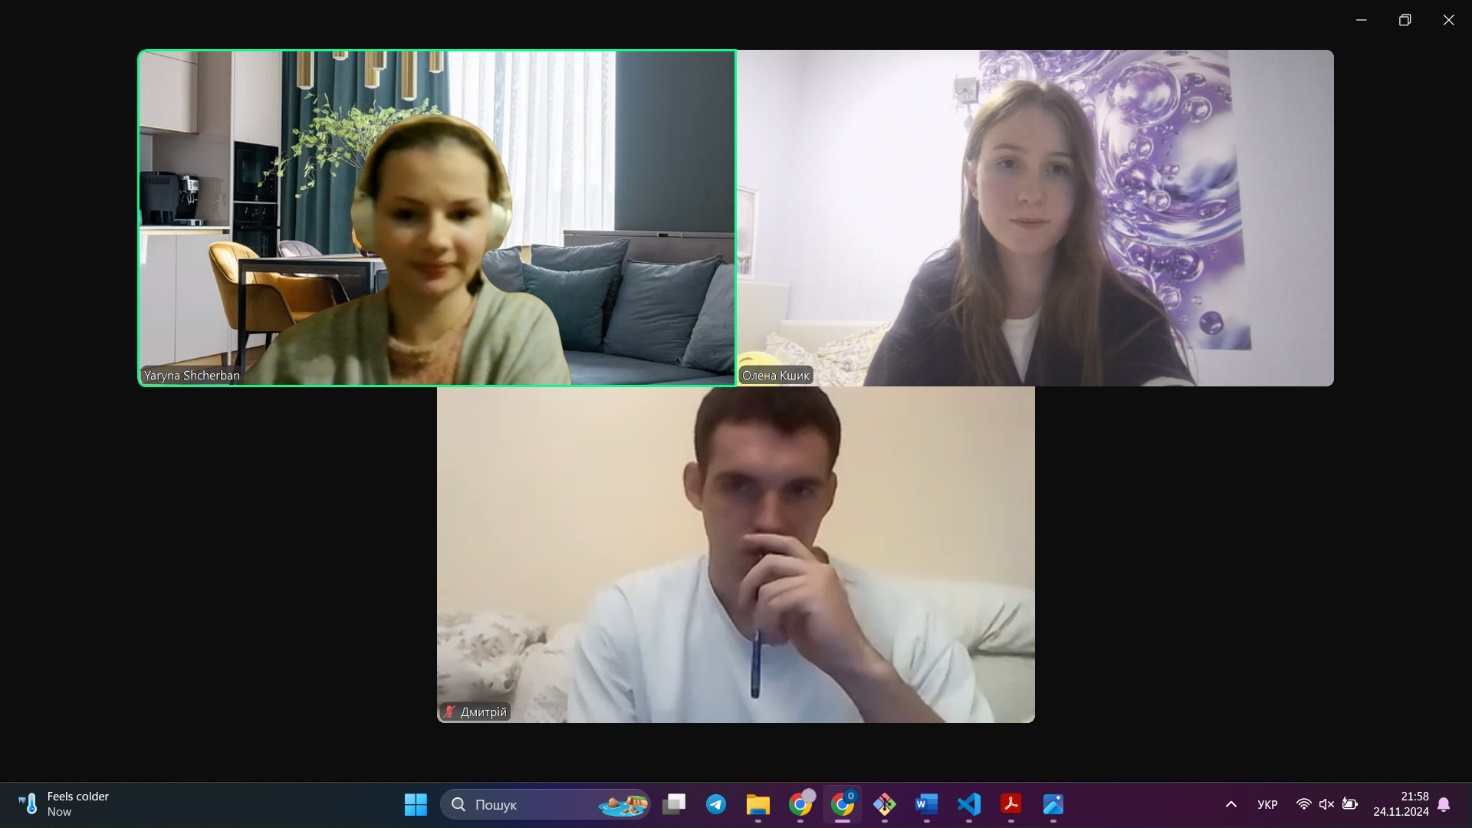 Yaryna Shcherban
Олена Кшик
Дмитрій
Feels colder
Now
Пошук
УКР
21:58
24.11.2024